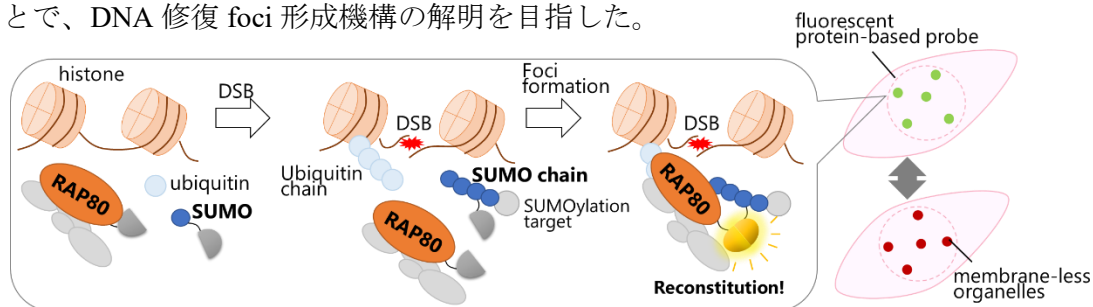 とで、DNA 修復 foci 形成機構の解明を目指した。
fluorescent
protein-based probe
histone
DSB
Foci
formation
DSB
DSB
Ubiquitin
chain
SUMO chain
RAP80
ubiquitin
SUMO
SUMOylation
target
RAP80
RAP80
Reconstitution!
membrane-less
organelles